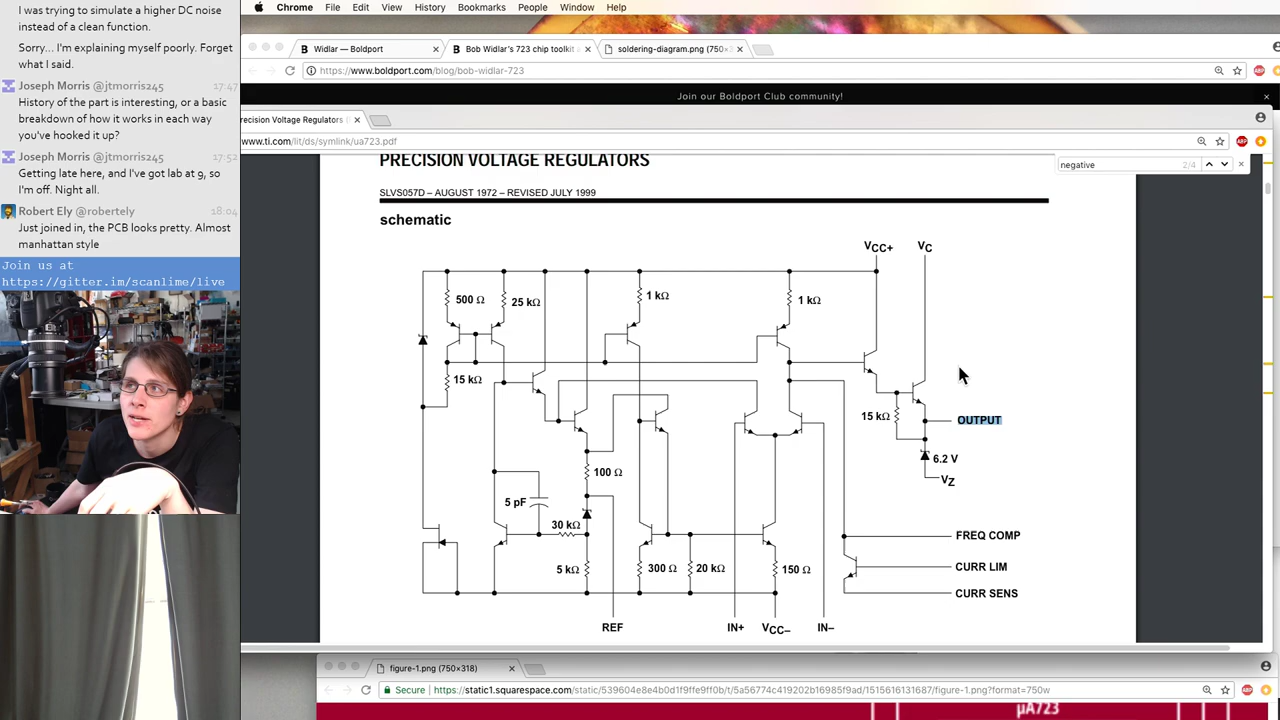 I was trying to simulate a higher DC noise
instead of a clean function.
Sorry... I'm explaining myself poorly. Forget
what I said.
Joseph Morris @jtmorris245 17:47
History of the part is interesting, or a basic
breakdown of how it works in each way
you've hooked it up?
Joseph Morris @jtmorris245 17:52
Getting late here, and I've got lab at 9, so
I'm off. Night all.
Robert Ely @robertely 18:04
Just joined in, the PCB looks pretty. Almost
manhattan style
Join us at
https://gitter.im/scanlime/live
Chrome File Edit View History Bookmarks People Window Help
B Widlar — Boldport
B Bob Widlar's 723 chip toolkit
soldering-diagram.png (750×
https://www.boldport.com/blog/bob-widlar-723
Join our Boldport Club community!
recision Voltage Regulators (
www.ti.com/lit/ds/symlink/ua723.pdf
negative 2/4
PRECISION VOLTAGE REGULATORS
SLVS057D – AUGUST 1972 – REVISED JULY 1999
schematic
VCC+ VC
500 Ω 25 kΩ 1 kΩ 1 kΩ
15 kΩ
15 kΩ OUTPUT
6.2 V
VZ
100 Ω
5 pF
30 kΩ
5 kΩ 300 Ω 20 kΩ 150 Ω
FREQ COMP
CURR LIM
CURR SENS
REF IN+ VCC– IN–
figure-1.png (750×318)
Secure https://static1.squarespace.com/static/539604e8e4b0d1f9ffe9ff0b/t/5a56774c419202b16985f9ad/1515616131687/figure-1.png?format=750w
µA723